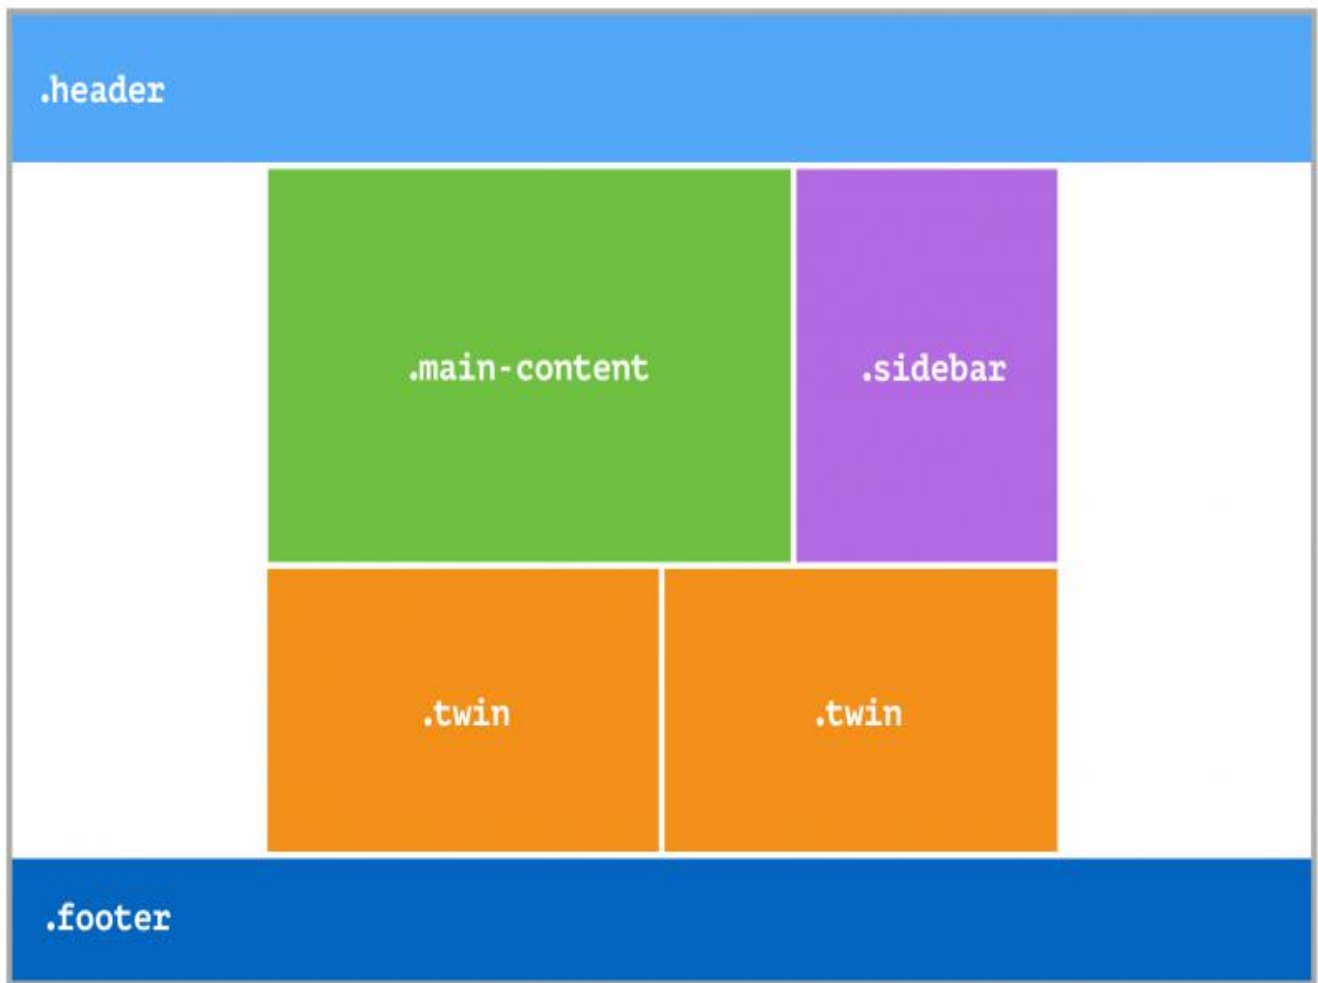 .header
.main-content
.sidebar
.twin
.twin
.footer